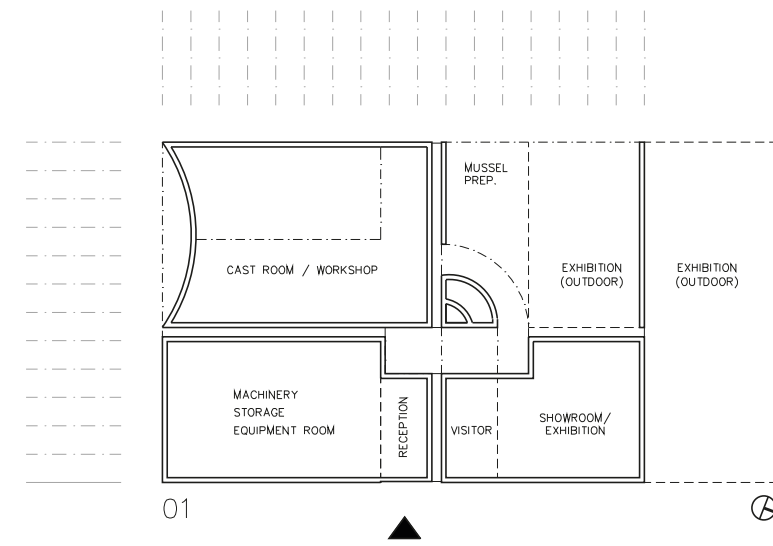 MUSSEL
PREP.
CAST ROOM / WORKSHOP
EXHIBITION
(OUTDOOR)
EXHIBITION
(OUTDOOR)
MACHINERY
STORAGE
EQUIPMENT ROOM
RECEPTION
VISITOR
SHOWROOM/
EXHIBITION
01